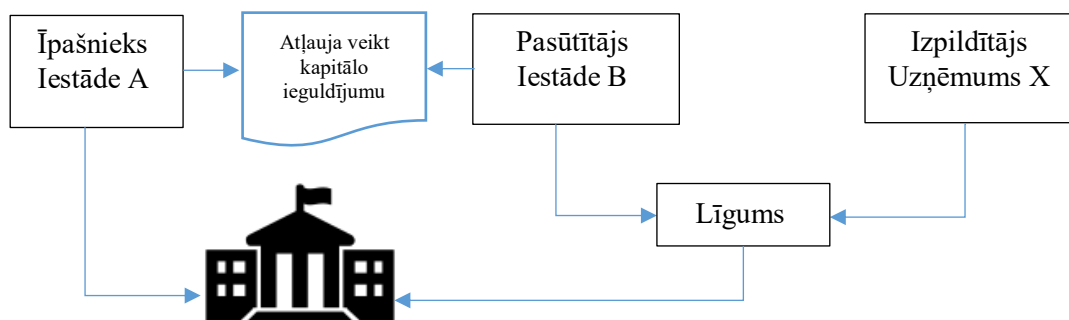 Īpašnieks
Iestāde A
Atļauja veikt
kapitālo
ieguldījumu
Pasūtītājs
Iestāde B
Izpildītājs
Uzņēmums X
Līgums